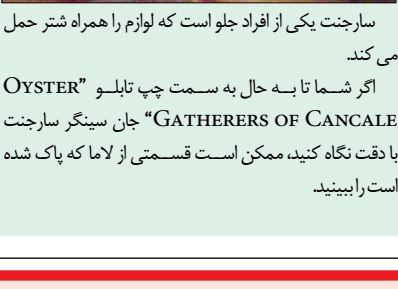 سارجنت یکی از افراد جلو است که لوازم را همراه شتر حمل
می کند.
اگر شما تا به حال به سمت چپ تابلو "OYSTER
GATHERERS OF CANCALE" جان سینگر سارجنت
با دقت نگاه کنید، ممکن است قسمتی از لاما که پاک شده
است را ببینید.